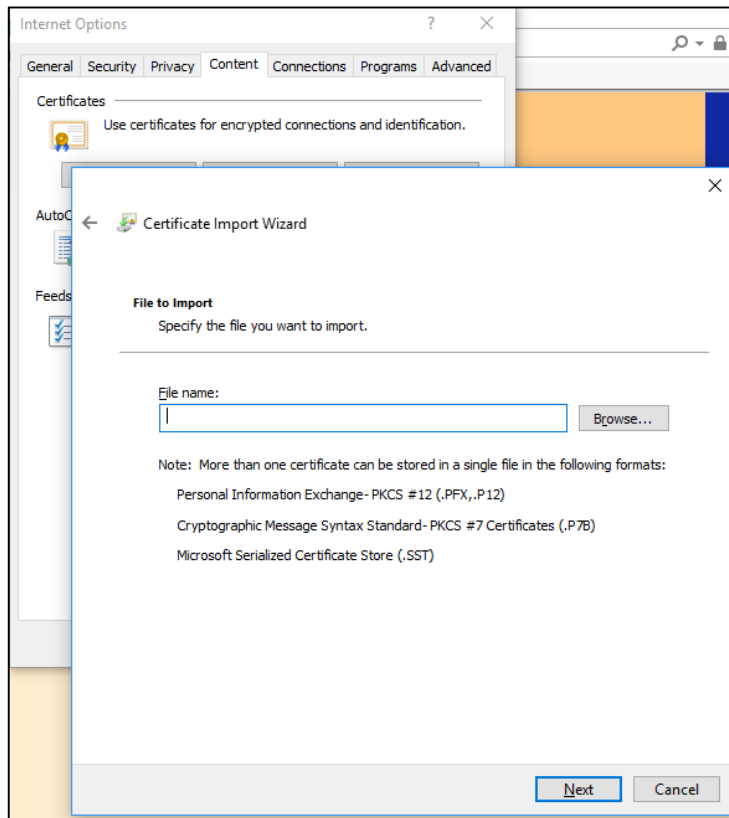 Internet Options ?
General Security Privacy Content Connections Programs Advanced
Certificates
Use certificates for encrypted connections and identification.
AutoC
Feeds
Certificate Import Wizard
File to Import
Specify the file you want to import.
File name:
Browse...
Note: More than one certificate can be stored in a single file in the following formats:
Personal Information Exchange- PKCS #12 (.PFX,.P12)
Cryptographic Message Syntax Standard- PKCS #7 Certificates (.P7B)
Microsoft Serialized Certificate Store (.SST)
Next Cancel